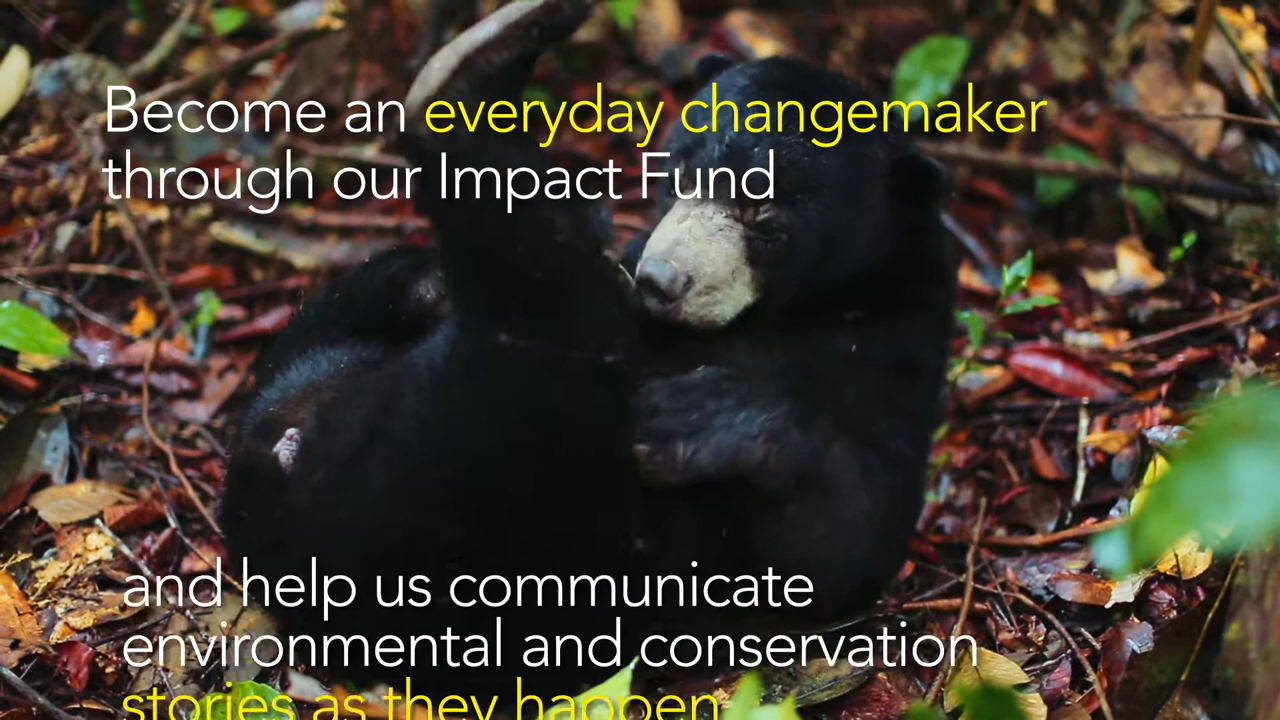 Become an everyday changemaker
through our Impact Fund
and help us communicate
environmental and conservation
stories as they happen